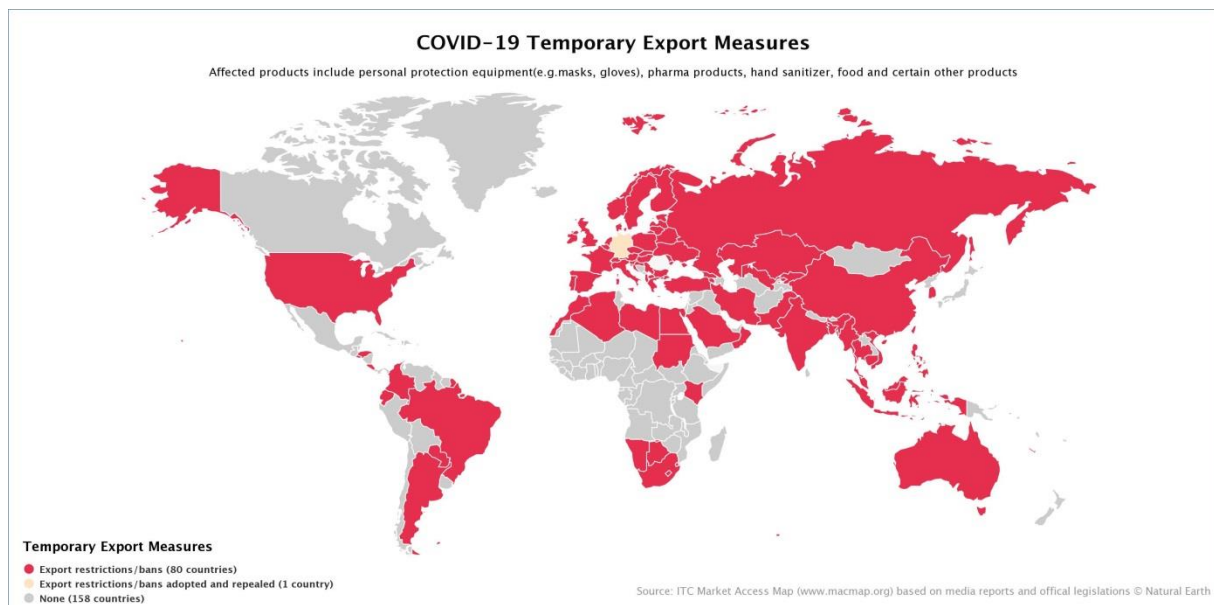 COVID-19 Temporary Export Measures
Affected products include personal protection equipment(e.g.masks, gloves), pharma products, hand sanitizer, food and certain other products
Temporary Export Measures
Export restrictions/bans (80 countries)
Export restrictions/bans adopted and repealed (1 country)
None (158 countries)
Source: ITC Market Access Map (www.macmap.org) based on media reports and offical legislations © Natural Earth